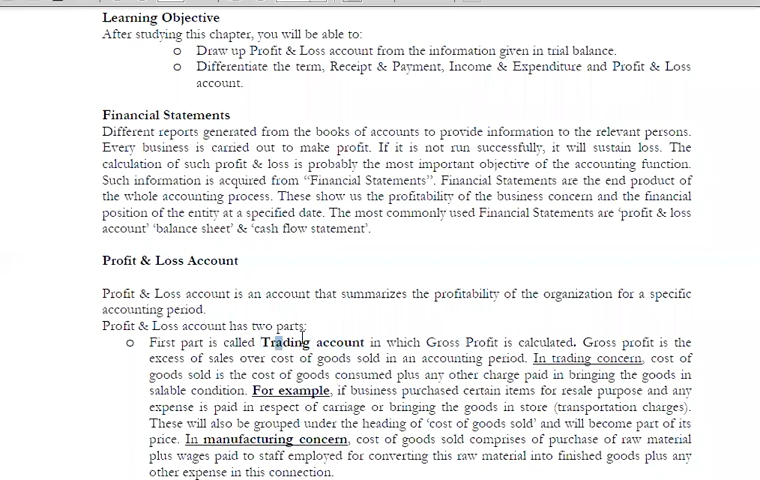 Learning Objective
After studying this chapter, you will be able to:
o Draw up Profit & Loss account from the information given in trial balance.
o Differentiate the term, Receipt & Payment, Income & Expenditure and Profit & Loss
account.
Financial Statements
Different reports generated from the books of accounts to provide information to the relevant persons.
Every business is carried out to make profit. If it is not run successfully, it will sustain loss. The
calculation of such profit & loss is probably the most important objective of the accounting function.
Such information is acquired from “Financial Statements”. Financial Statements are the end product of
the whole accounting process. These show us the profitability of the business concern and the financial
position of the entity at a specified date. The most commonly used Financial Statements are ‘profit & loss
account’ ‘balance sheet’ & ‘cash flow statement’.
Profit & Loss Account
Profit & Loss account is an account that summarizes the profitability of the organization for a specific
accounting period.
Profit & Loss account has two parts:
o First part is called Trading account in which Gross Profit is calculated. Gross profit is the
excess of sales over cost of goods sold in an accounting period. In trading concern, cost of
goods sold is the cost of goods consumed plus any other charge paid in bringing the goods in
salable condition. For example, if business purchased certain items for resale purpose and any
expense is paid in respect of carriage or bringing the goods in store (transportation charges).
These will also be grouped under the heading of ‘cost of goods sold’ and will become part of its
price. In manufacturing concern, cost of goods sold comprises of purchase of raw material
plus wages paid to staff employed for converting this raw material into finished goods plus any
other expense in this connection.